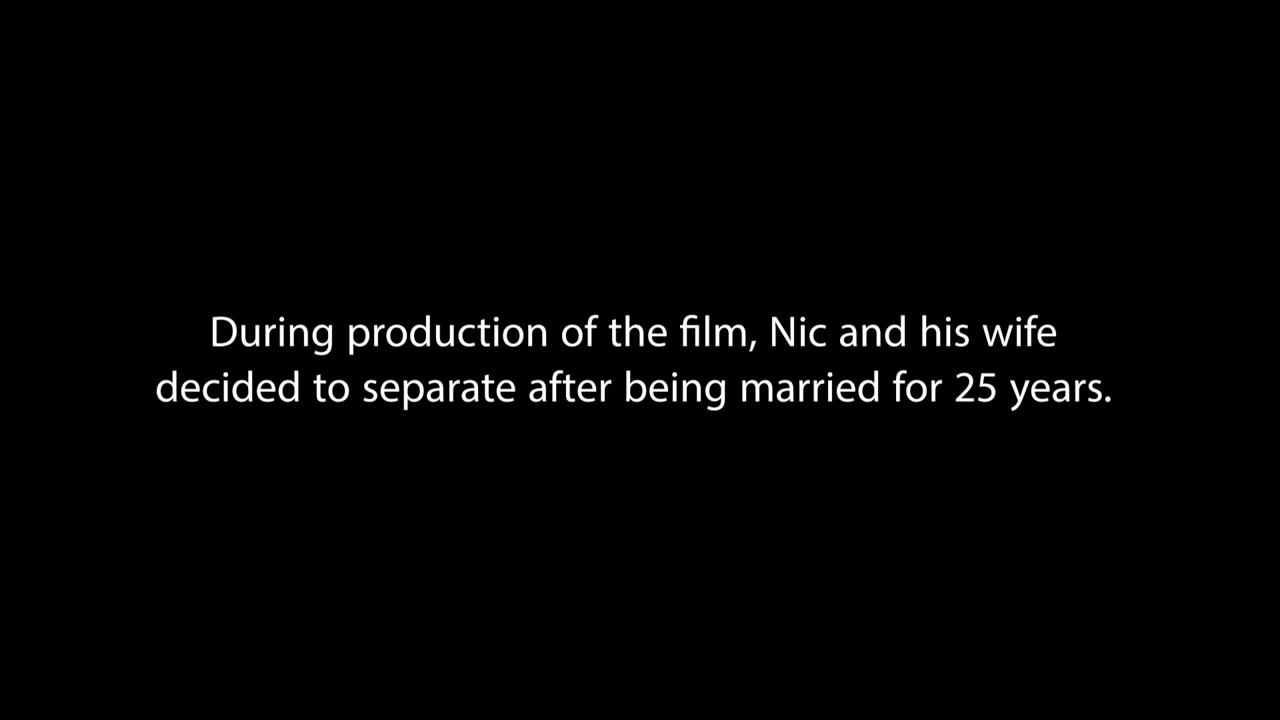 During production of the film, Nic and his wife
decided to separate after being married for 25 years.